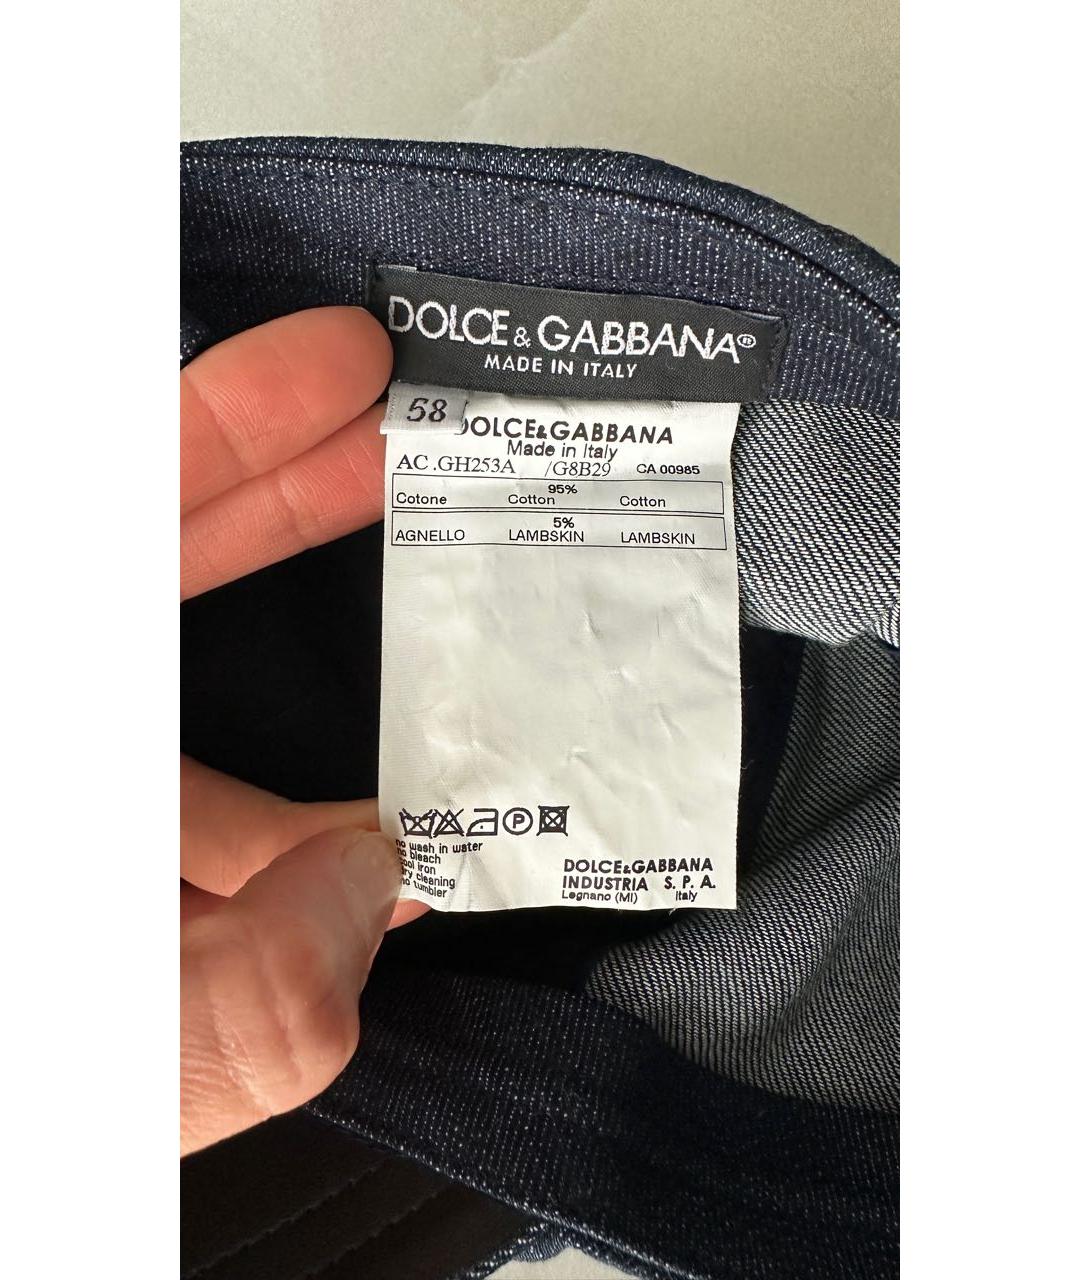 DOLCE&GABBANA®
MADE IN ITALY
58
DOLCE&GABBANA
Made in Italy
AC.GH253A /G8B29 CA 00985
95%
Cotone Cotton Cotton
5%
AGNELLO LAMBSKIN LAMBSKIN
P
no wash in water
no bleach
cool iron
dry cleaning
no tumbler
DOLCE&GABBANA
INDUSTRIA S. P. A.
Legnano (MI) Italy